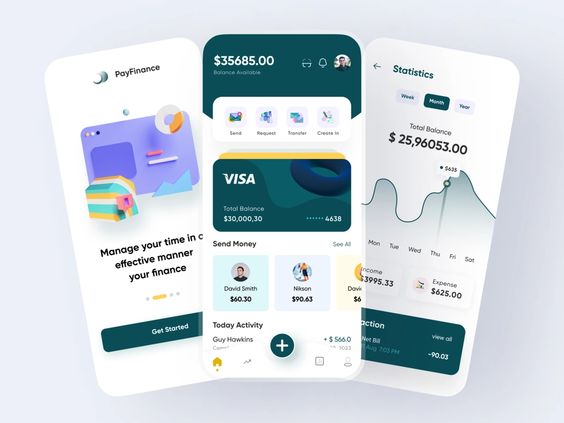 PayFinance
Manage your time in a
effective manner
your finance
Get Started
$35685.00
Balance Available
Send Request Transfer Create In
VISA
Total Balance
$30,000,30 •••••• 4638
Send Money See All
David Smith
$60.30
Nikson
$90.63
David
$
Today Activity
Guy Hawkins + $ 566.0
Statistics
Week Month Year
Total Balance
$ 25,96053.00
$635
Mon Tue Wed Thu Fri Sat
Income
$3995.33
Expense
$625.00
action view all
Net Bill
Aug 7:03 PM -90.03